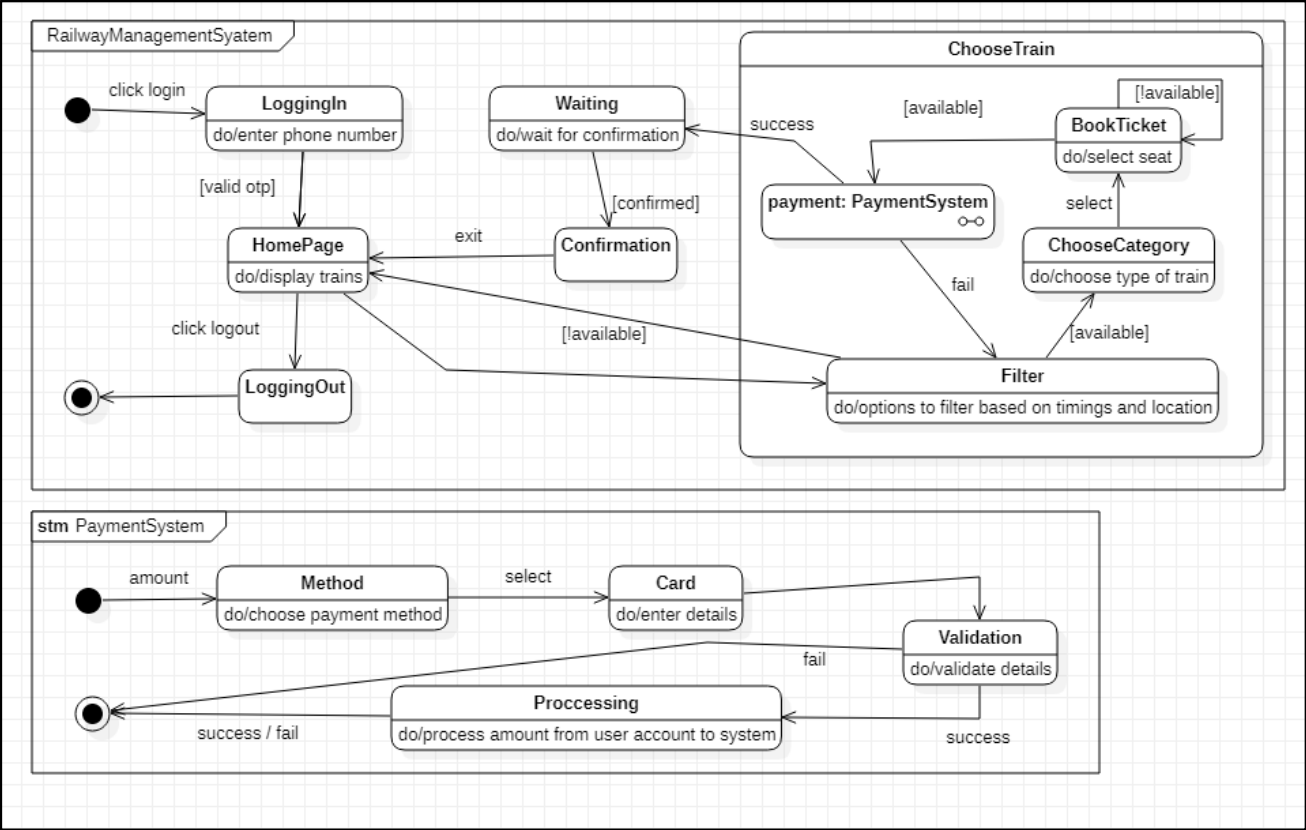 RailwayManagementSyatem
ChooseTrain
click login
LoggingIn
do/enter phone number
Waiting
do/wait for confirmation
success
[available]
[!available]
BookTicket
do/select seat
[valid otp]
payment: PaymentSystem
[confirmed]
select
HomePage
do/display trains
exit
Confirmation
ChooseCategory
do/choose type of train
fail
click logout
[!available]
[available]
LoggingOut
Filter
do/options to filter based on timings and location
stm PaymentSystem
amount
Method
do/choose payment method
select
Card
do/enter details
Validation
do/validate details
fail
Proccessing
do/process amount from user account to system
success / fail
success